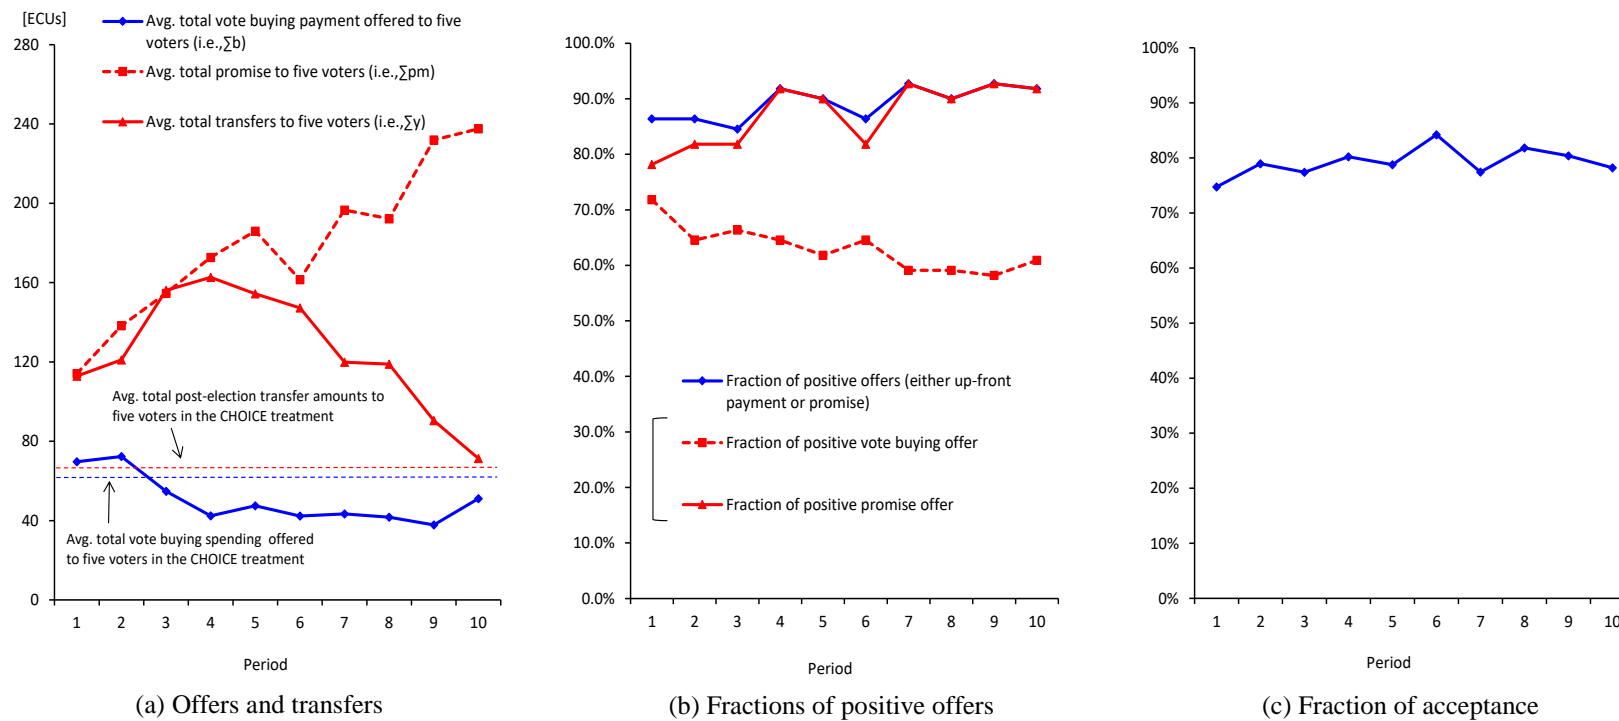 [ECUs]
Avg. total vote buying payment offered to five
voters (i.e.,∑b)
Avg. total promise to five voters (i.e.,∑pm)
Avg. total transfers to five voters (i.e.,∑y)
280
240
200
160
120
80
40
0
Avg. total post-election transfer amounts to
five voters in the CHOICE treatment
Avg. total vote buying spending offered
to five voters in the CHOICE treatment
1 2 3 4 5 6 7 8 9 10
Period
(a) Offers and transfers
100.0%
90.0%
80.0%
70.0%
60.0%
50.0%
40.0%
30.0%
20.0%
10.0%
0.0%
Fraction of positive offers (either up-front
payment or promise)
Fraction of positive vote buying offer
Fraction of positive promise offer
1 2 3 4 5 6 7 8 9 10
Period
(b) Fractions of positive offers
100%
90%
80%
70%
60%
50%
40%
30%
20%
10%
0%
1 2 3 4 5 6 7 8 9 10
Period
(c) Fraction of acceptance